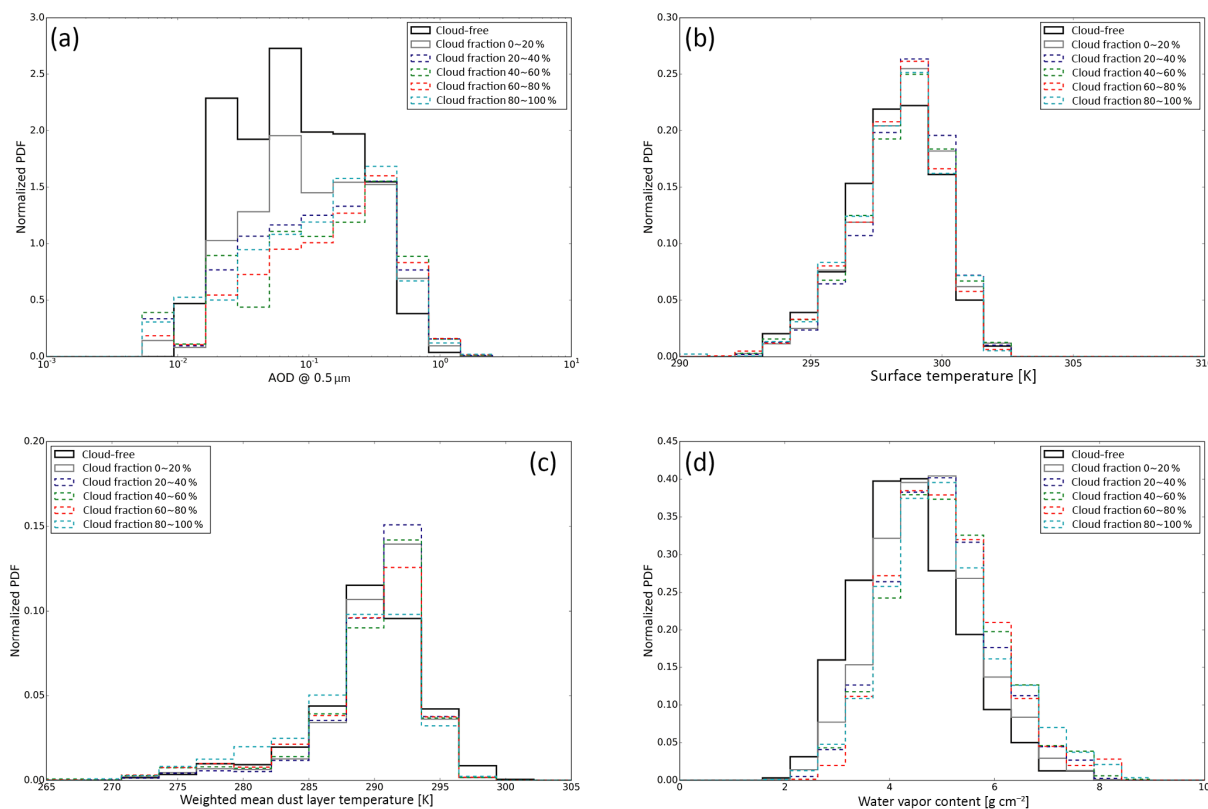 (a)
Cloud-free
Cloud fraction 0~20 %
20~40 %
40~60 %
60~80 %
80~100 %
Normalized PDF
3.0
2.5
2.0
1.5
1.0
0.5
0.0
10⁻³ 10⁻² 10⁻¹ 10⁰ 10¹
AOD @ 0.5 µm
(b)
Cloud-free
Cloud fraction 0~20 %
Cloud fraction 20~40 %
Cloud fraction 40~60 %
Cloud fraction 60~80 %
Cloud fraction 80~100 %
Normalized PDF
0.30
0.25
0.20
0.15
0.10
0.05
0.00
290 295 300 305 310
Surface temperature [K]
(c)
Cloud-free
Cloud fraction 0~20 %
Cloud fraction 20~40 %
Cloud fraction 40~60 %
Cloud fraction 60~80 %
Cloud fraction 80~100 %
Normalized PDF
0.20
0.15
0.10
0.05
0.00
265 270 275 280 285 290 295 300 305
Weighted mean dust layer temperature [K]
(d)
Cloud-free
Cloud fraction 0~20 %
Cloud fraction 20~40 %
Cloud fraction 40~60 %
Cloud fraction 60~80 %
Cloud fraction 80~100 %
Normalized PDF
0.45
0.40
0.35
0.30
0.25
0.20
0.15
0.10
0.05
0.00
0 2 4 6 8 10
Water vapor content [g cm⁻²]